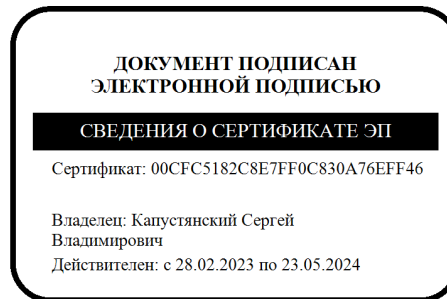 ДОКУМЕНТ ПОДПИСАН
ЭЛЕКТРОННОЙ ПОДПИСЬЮ
СВЕДЕНИЯ О СЕРТИФИКАТЕ ЭП
Сертификат: 00CFC5182C8E7FF0C830A76EFF46
Владелец: Капустянский Сергей
Владимирович
Действителен: с 28.02.2023 по 23.05.2024